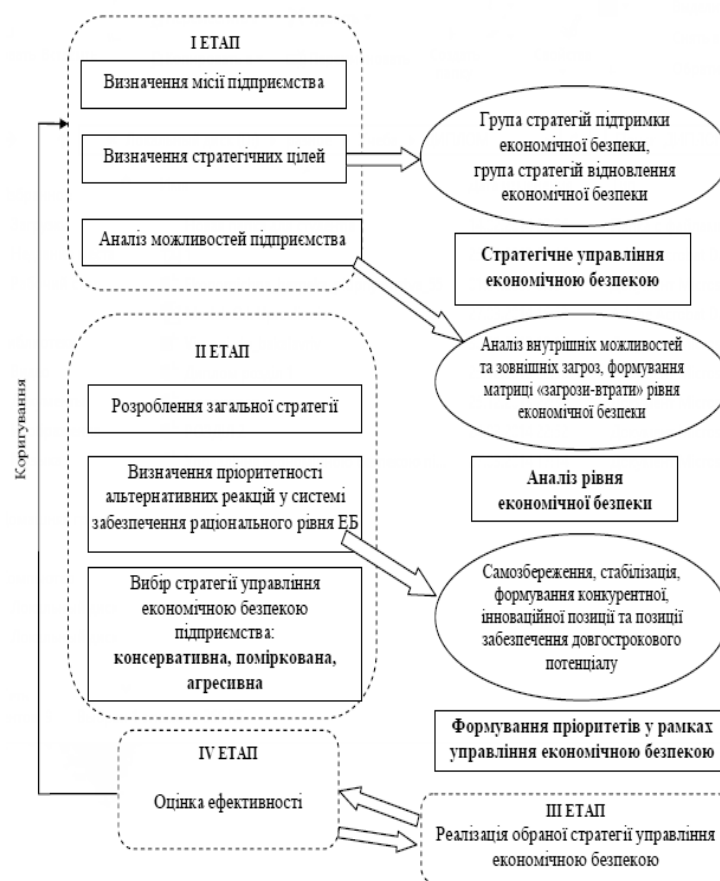 І ЕТАП
Визначення місії підприємства
Визначення стратегічних цілей
Аналіз можливостей підприємства
Група стратегій підтримки
економічної безпеки,
група стратегій відновлення
економічної безпеки
Стратегічне управління
економічною безпекою
Аналіз внутрішніх можливостей
та зовнішніх загроз, формування
матриці «загрози-втрати» рівня
економічної безпеки
Аналіз рівня
економічної безпеки
ІІ ЕТАП
Розроблення загальної стратегії
Визначення пріоритетності
альтернативних реакцій у системі
забезпечення раціонального рівня ЕБ
Вибір стратегії управління
економічною безпекою
підприємства:
консервативна, поміркована,
агресивна
Самозбереження, стабілізація,
формування конкурентної,
інноваційної позиції та позиції
забезпечення довгострокового
потенціалу
Формування пріоритетів у рамках
управління економічною безпекою
ІІІ ЕТАП
Реалізація обраної стратегії управління
економічною безпекою
IV ЕТАП
Оцінка ефективності
Коригування